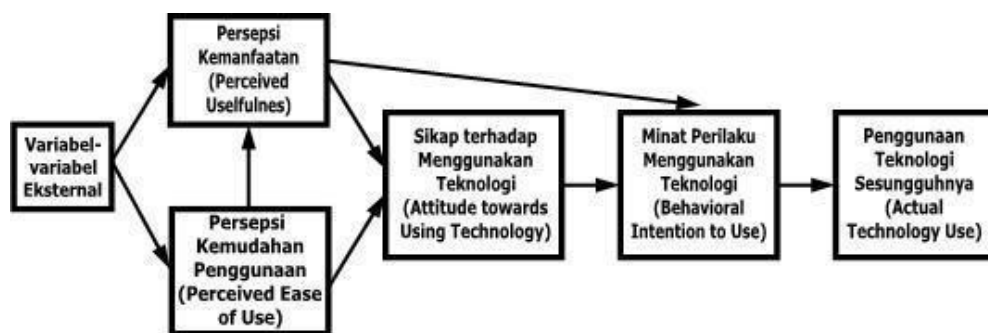 Persepsi
Kemanfaatan
(Perceived
Uselfulnes)
Variabel-
variabel
Eksternal
Persepsi
Kemudahan
Penggunaan
(Perceived Ease
of Use)
Sikap terhadap
Menggunakan
Teknologi
(Attitude towards
Using Technology)
Minat Perilaku
Menggunakan
Teknologi
(Behavioral
Intention to Use)
Penggunaan
Teknologi
Sesungguhnya
(Actual
Technology Use)